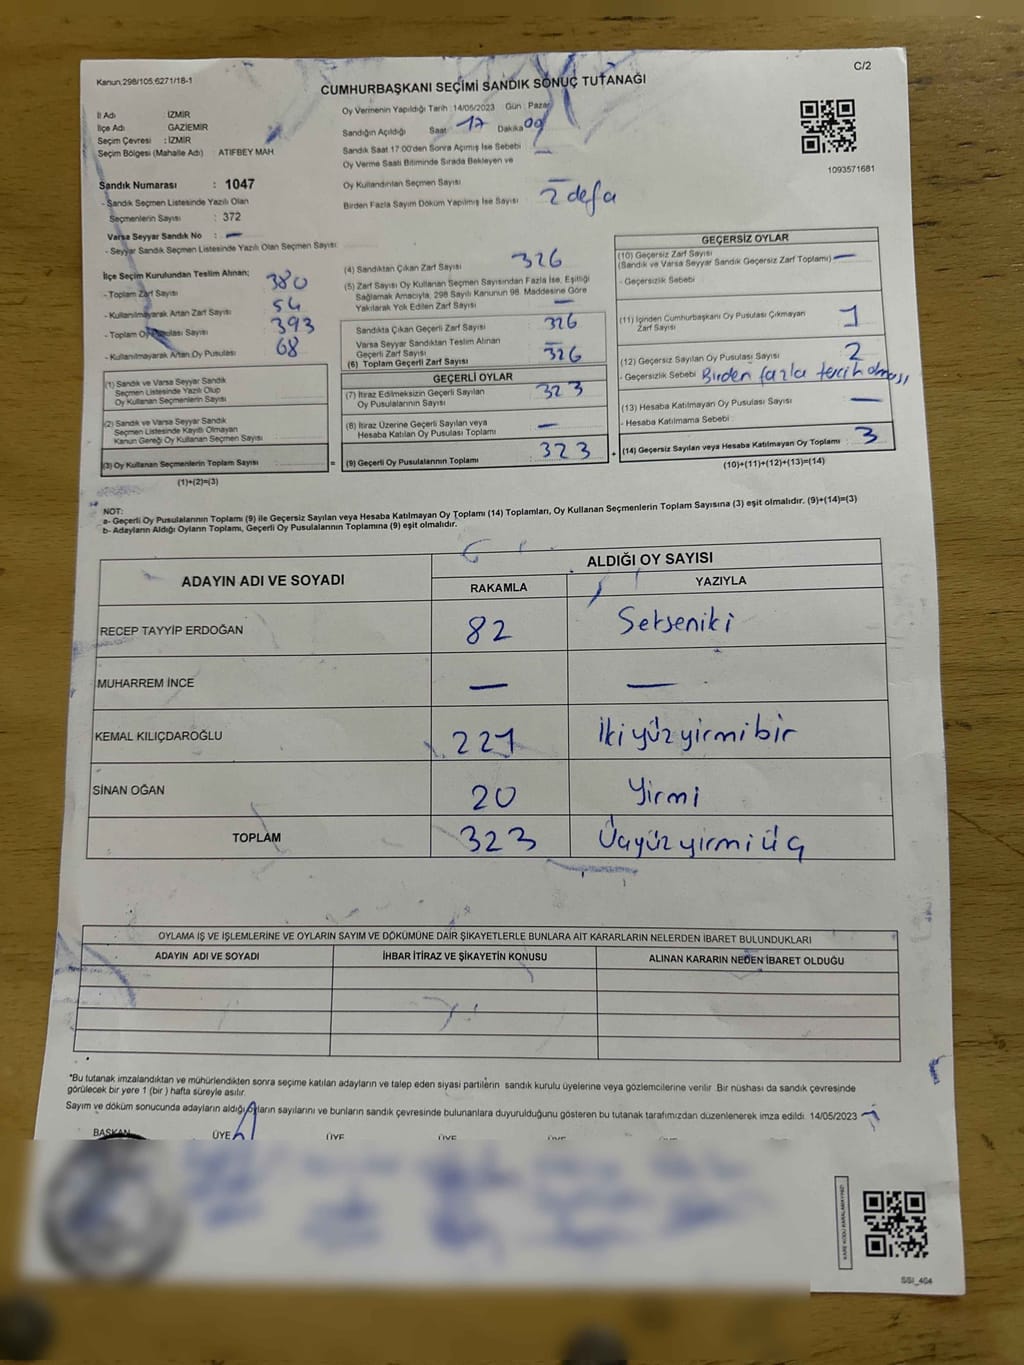 Kanun.298/105,6271/18-1
C/2
CUMHURBAŞKANI SEÇİMİ SANDIK SONUÇ TUTANAĞI
İl Adı : İZMİR
İlçe Adı : GAZİEMİR
Seçim Çevresi : İZMİR
Seçim Bölgesi (Mahalle Adı) : ATIFBEY MAH.
Sandık Numarası : 1047
- Sandık Seçmen Listesinde Yazılı Olan
Seçmenlerin Sayısı : 372
Varsa Seyyar Sandık No : —
- Seyyar Sandık Seçmen Listesinde Yazılı Olan Seçmen Sayısı:
Oy Vermenin Yapıldığı Tarih : 14/05/2023 Gün : Pazar
Sandığın Açıldığı Saat 17 Dakika 00
Sandık Saat 17:00'den Sonra Açmış İse Sebebi
Oy Verme Saati Bitiminde Sırada Bekleyen ve —
Oy Kullandırılan Seçmen Sayısı —
Birden Fazla Sayım Döküm Yapılmış İse Sayısı 2 defa
1093571681
İlçe Seçim Kurulundan Teslim Alınan;
- Toplam Zarf Sayısı 380
- Kullanılmayarak Artan Zarf Sayısı 54
- Toplam Oy Pusulası Sayısı 393
- Kullanılmayarak Artan Oy Pusulası 68
(1) Sandık ve Varsa Seyyar Sandık
Seçmen Listesinde Yazılı Olup
Oy Kullanan Seçmenlerin Sayısı
(2) Sandık ve Varsa Seyyar Sandık
Seçmen Listesinde Kayıtlı Olmayan
Kanun Gereği Oy Kullanan Seçmen Sayısı
(3) Oy Kullanan Seçmenlerin Toplam Sayısı =
(1)+(2)=(3)
(4) Sandıktan Çıkan Zarf Sayısı 326
(5) Zarf Sayısı Oy Kullanan Seçmen Sayısından Fazla İse, Eşitliği
Sağlamak Amacıyla, 298 Sayılı Kanunun 98. Maddesine Göre
Yakılarak Yok Edilen Zarf Sayısı —
Sandıkta Çıkan Geçerli Zarf Sayısı 326
Varsa Seyyar Sandıktan Teslim Alınan
Geçerli Zarf Sayısı —
(6) Toplam Geçerli Zarf Sayısı 326
GEÇERLİ OYLAR
(7) İtiraz Edilmeksizin Geçerli Sayılan
Oy Pusulalarının Sayısı 323
(8) İtiraz Üzerine Geçerli Sayılan veya
Hesaba Katılan Oy Pusulası Toplamı —
(9) Geçerli Oy Pusulalarının Toplamı 323 +
GEÇERSİZ OYLAR
(10) Geçersiz Zarf Sayısı
(Sandık ve Varsa Seyyar Sandık Geçersiz Zarf Toplamı) —
- Geçersizlik Sebebi
(11) İçinden Cumhurbaşkanı Oy Pusulası Çıkmayan
Zarf Sayısı 1
(12) Geçersiz Sayılan Oy Pusulası Sayısı 2
- Geçersizlik Sebebi Birden fazla tercih olması
(13) Hesaba Katılmayan Oy Pusulası Sayısı —
- Hesaba Katılmama Sebebi
(14) Geçersiz Sayılan veya Hesaba Katılmayan Oy Toplamı 3
(10)+(11)+(12)+(13)=(14)
NOT:
a- Geçerli Oy Pusulalarının Toplamı (9) ile Geçersiz Sayılan veya Hesaba Katılmayan Oy Toplamı (14) Toplamları, Oy Kullanan Seçmenlerin Toplam Sayısına (3) eşit olmalıdır. (9)+(14)=(3)
b- Adayların Aldığı Oyların Toplamı, Geçerli Oy Pusulalarının Toplamına (9) eşit olmalıdır.
ADAYIN ADI VE SOYADI
ALDIĞI OY SAYISI
RAKAMLA YAZIYLA
RECEP TAYYİP ERDOĞAN 82 Sekseniki
MUHARREM İNCE — —
KEMAL KILIÇDAROĞLU 221 İkiyüzyirmibir
SİNAN OĞAN 20 Yirmi
TOPLAM 323 Üçyüzyirmiüç
OYLAMA İŞ VE İŞLEMLERİNE VE OYLARIN SAYIM VE DÖKÜMÜNE DAİR ŞİKAYETLERLE BUNLARA AİT KARARLARIN NELERDEN İBARET BULUNDUKLARI
ADAYIN ADI VE SOYADI İHBAR İTİRAZ VE ŞİKAYETİN KONUSU ALINAN KARARIN NEDEN İBARET OLDUĞU
*Bu tutanak imzalandıktan ve mühürlendikten sonra seçime katılan adayların ve talep eden siyasi partilerin sandık kurulu üyelerine veya gözlemcilerine verilir. Bir nüshası da sandık çevresinde
görülecek bir yere 1 (bir) hafta süreyle asılır.
Sayım ve döküm sonucunda adayların aldığı oyların sayılarını ve bunların sandık çevresinde bulunanlara duyurulduğunu gösteren bu tutanak tarafımızdan düzenlenerek imza edildi. 14/05/2023
BAŞKAN ÜYE ÜYE ÜYE
KARE KODU KARALAMAYINIZ!
SSI_404